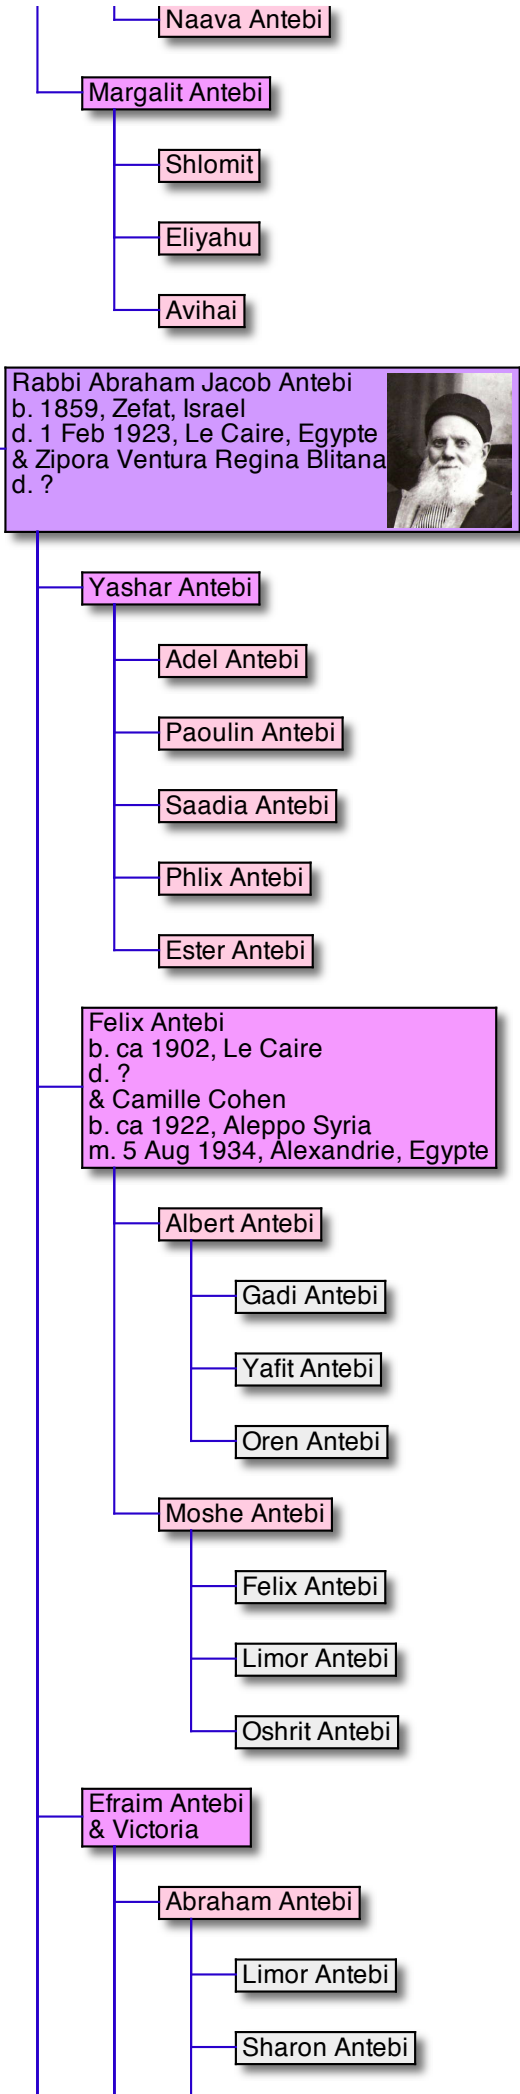 Naava Antebi
Margalit Antebi
Shlomit
Eliyahu
Avihai
Rabbi Abraham Jacob Antebi
b. 1859, Zefat, Israel
d. 1 Feb 1923, Le Caire, Egypte
& Zipora Ventura Regina Blitana
d. ?
Yashar Antebi
Adel Antebi
Paoulin Antebi
Saadia Antebi
Phlix Antebi
Ester Antebi
Felix Antebi
b. ca 1902, Le Caire
d. ?
& Camille Cohen
b. ca 1922, Aleppo Syria
m. 5 Aug 1934, Alexandrie, Egypte
Albert Antebi
Gadi Antebi
Yafit Antebi
Oren Antebi
Moshe Antebi
Felix Antebi
Limor Antebi
Oshrit Antebi
Efraim Antebi
& Victoria
Abraham Antebi
Limor Antebi
Sharon Antebi